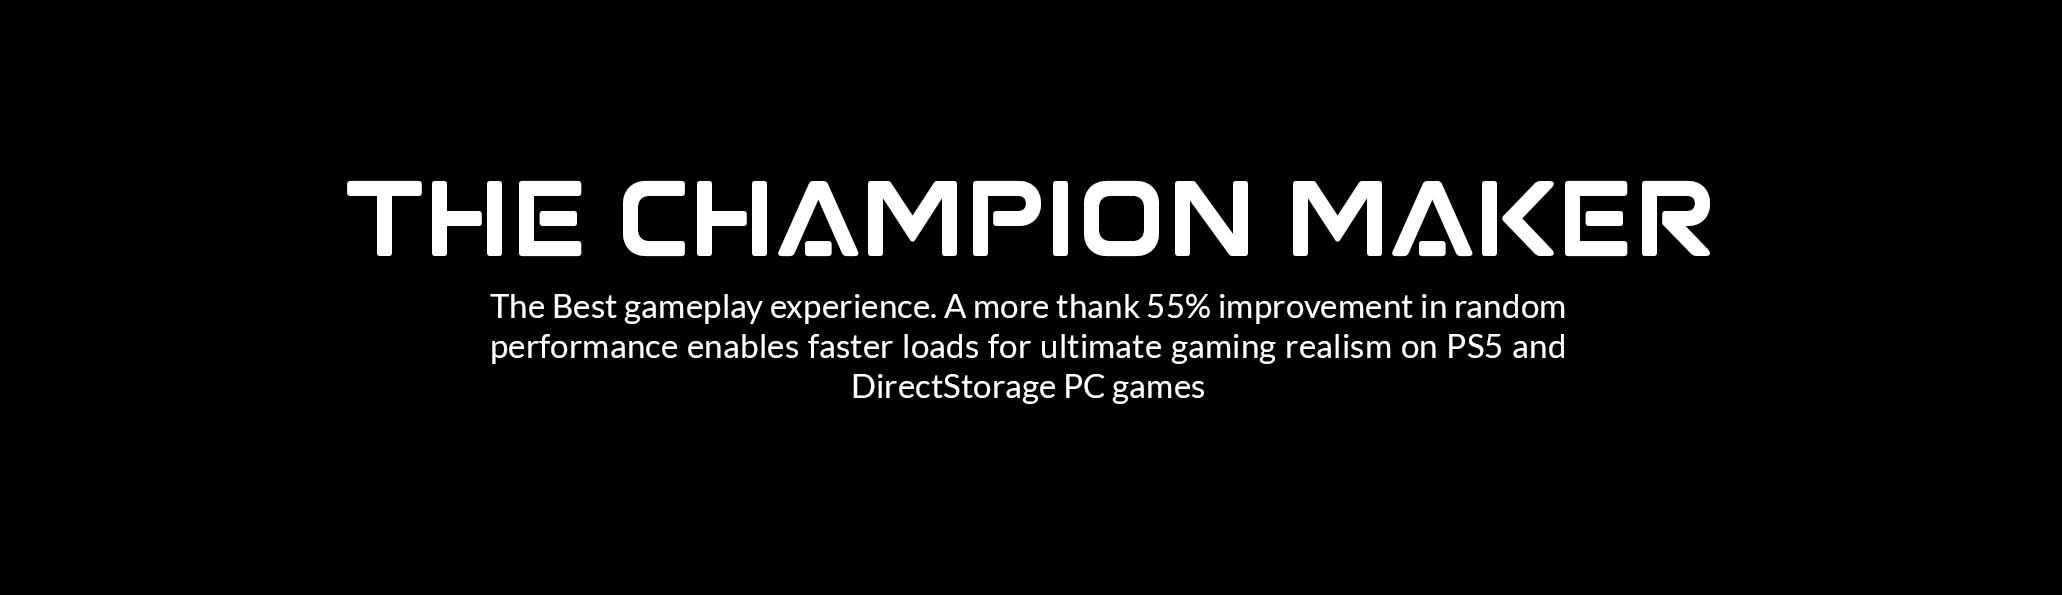 THE CHAMPION MAKER
The Best gameplay experience. A more thank 55% improvement in random
performance enables faster loads for ultimate gaming realism on PS5 and
DirectStorage PC games